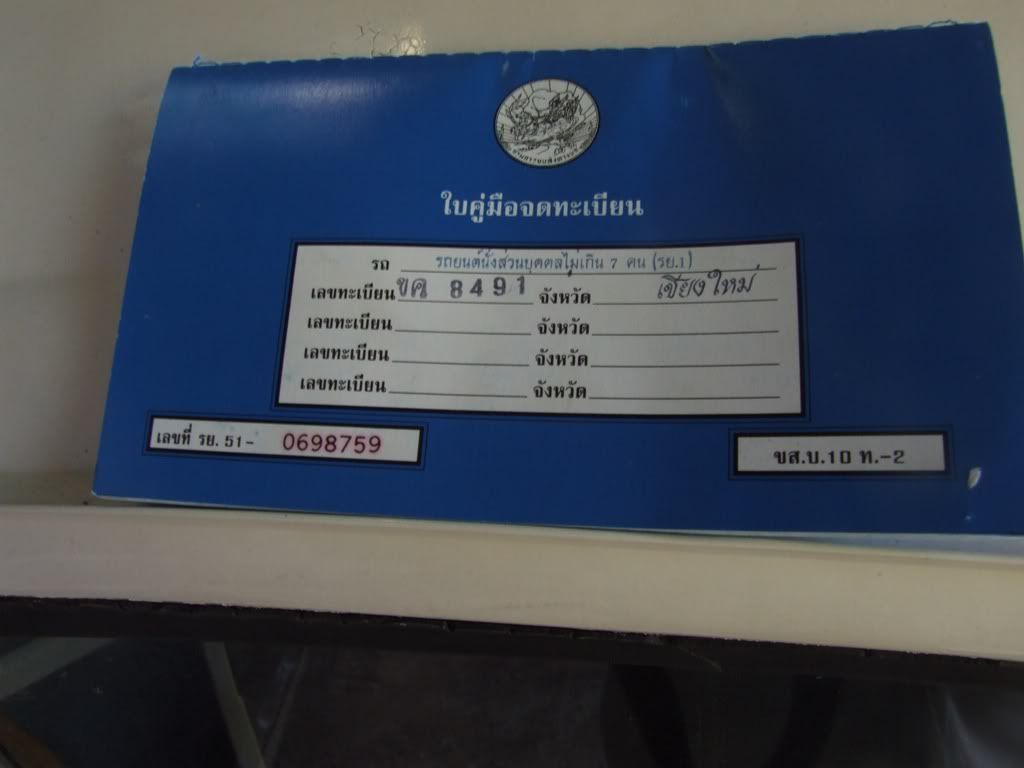 ใบคู่มือจดทะเบียน
รถ รถยนต์นั่งส่วนบุคคลไม่เกิน 7 คน (รย.1)
เลขทะเบียน ขค 8491 จังหวัด เชียงใหม่
เลขทะเบียน จังหวัด
เลขทะเบียน จังหวัด
เลขทะเบียน จังหวัด
เลขที่ รย. 51- 0698759
ขส.บ.10 ท.-2